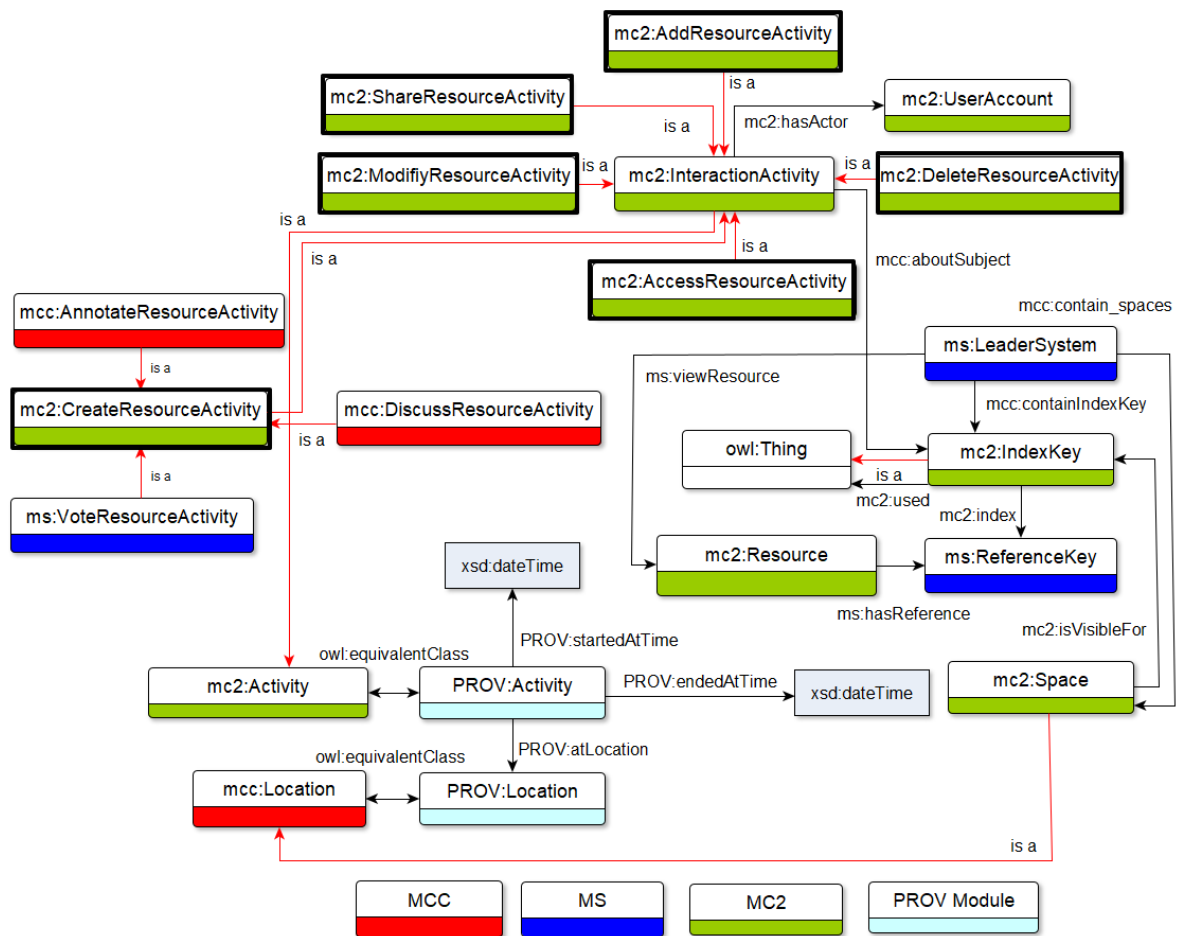 mc2:AddResourceActivity
is a
mc2:ShareResourceActivity
mc2:UserAccount
is a
mc2:hasActor
mc2:ModifiyResourceActivity
is a
mc2:InteractionActivity
is a
mc2:DeleteResourceActivity
is a
is a
is a
mc2:AccessResourceActivity
mcc:aboutSubject
mcc:AnnotateResourceActivity
mcc:contain_spaces
ms:LeaderSystem
is a
ms:viewResource
mc2:CreateResourceActivity
mcc:DiscussResourceActivity
mcc:containIndexKey
is a
owl:Thing
mc2:IndexKey
is a
is a
mc2:used
ms:VoteResourceActivity
mc2:index
mc2:Resource
ms:ReferenceKey
xsd:dateTime
ms:hasReference
mc2:isVisibleFor
PROV:startedAtTime
owl:equivalentClass
mc2:Activity
PROV:Activity
PROV:endedAtTime
xsd:dateTime
mc2:Space
PROV:atLocation
owl:equivalentClass
mcc:Location
PROV:Location
is a
MCC
MS
MC2
PROV Module